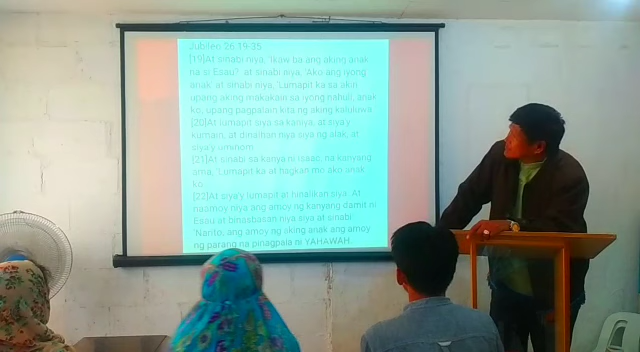 Jubileo 26:19-35
[19]At sinabi niya, 'Ikaw ba ang aking anak
na si Esau?' at sinabi niya, 'Ako ang iyong
anak, at sinabi niya, 'Lumapit ka sa akin
upang aking makakain sa iyong nahuli, anak
ko, upang pagpalain kita ng aking kaluluwa.
[20]At lumapit siya sa kaniya, at siya'y
kumain, at dinalhan niya siya ng alak, at
siya'y uminom
[21]At sinabi sa kanya ni Isaac, na kanyang
ama, 'Lumapit ka at hagkan mo ako anak
ko.
[22]At siya'y lumapit at hinalikan siya. At
naamoy niya ang amoy ng kanyang damit ni
Esau at binasbasan niya siya at sinabi'
'Narito, ang amoy ng aking anak ang amoy
ng parang na pinagpala ni YAHAWAH.